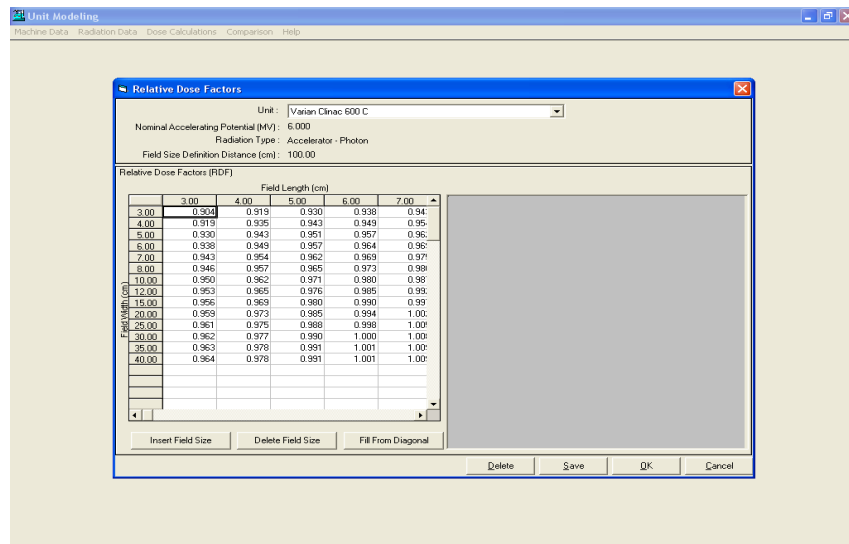 Unit Modeling
Machine Data Radiation Data Dose Calculations Comparison Help
Relative Dose Factors
Unit : Varian Clinac 600 C
Nominal Accelerating Potential (MV) : 6.000
Radiation Type : Accelerator - Photon
Field Size Definition Distance (cm) : 100.00
Relative Dose Factors (RDF)
Field Length (cm)
3.00 4.00 5.00 6.00 7.00
3.00 0.904 0.919 0.930 0.938
4.00 0.919 0.935 0.943 0.949
5.00 0.930 0.943 0.951 0.957
6.00 0.938 0.949 0.957 0.964
7.00 0.943 0.954 0.962 0.969
8.00 0.946 0.957 0.965 0.973
10.00 0.950 0.962 0.971 0.980
12.00 0.953 0.965 0.976 0.985
15.00 0.956 0.969 0.980 0.990
20.00 0.959 0.973 0.985 0.994
25.00 0.961 0.975 0.988 0.998
30.00 0.962 0.977 0.990 1.000
35.00 0.963 0.978 0.991 1.001
40.00 0.964 0.978 0.991 1.001
Field Width (cm)
Insert Field Size Delete Field Size Fill From Diagonal
Delete Save OK Cancel